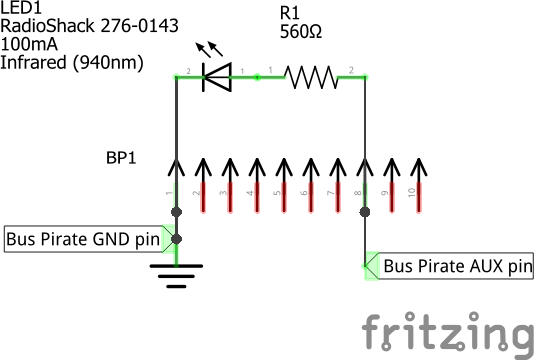 LED1
RadioShack 276-0143
100mA
Infrared (940nm)
R1
560Ω
2
1
1
2
BP1
1
2
3
4
5
6
7
8
9
10
Bus Pirate GND pin
Bus Pirate AUX pin
fritzing